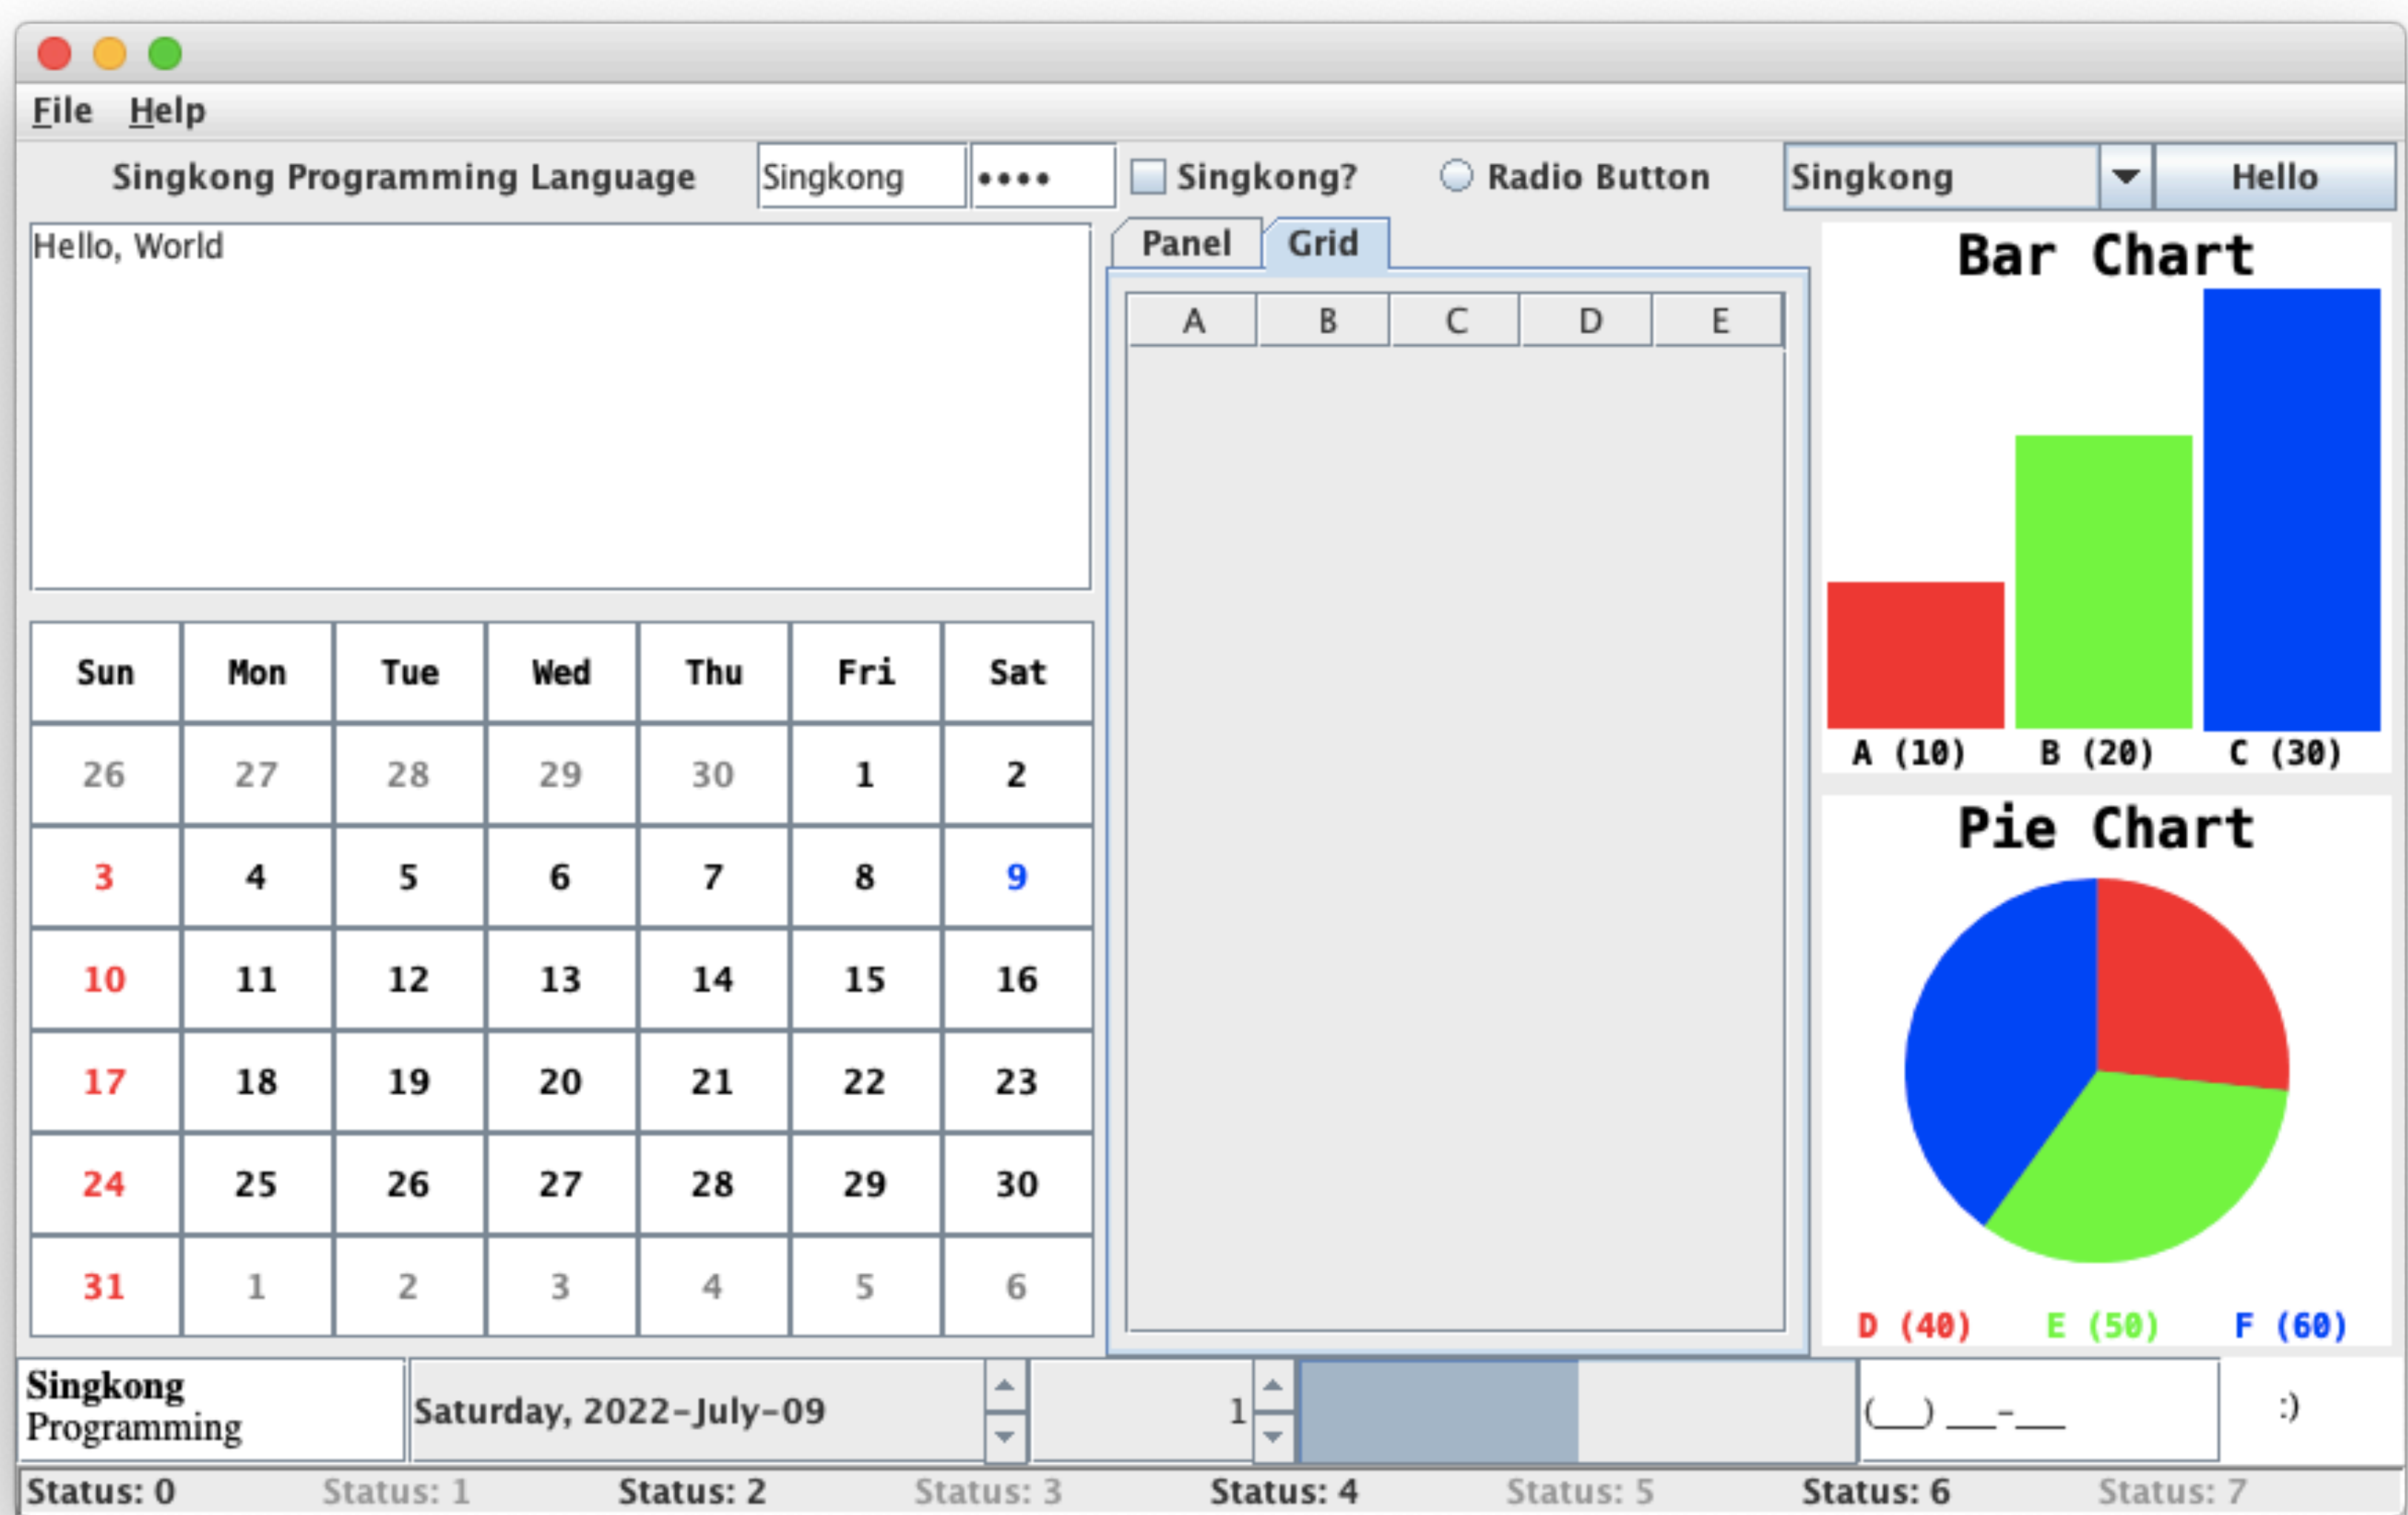 File Help
Singkong Programming Language Singkong •••• Singkong? Radio Button Singkong Hello
Hello, World
Sun Mon Tue Wed Thu Fri Sat
26 27 28 29 30 1 2
3 4 5 6 7 8 9
10 11 12 13 14 15 16
17 18 19 20 21 22 23
24 25 26 27 28 29 30
31 1 2 3 4 5 6
Panel Grid
A B C D E
Bar Chart
A (10) B (20) C (30)
Pie Chart
D (40) E (50) F (60)
Singkong
Programming
Saturday, 2022-July-09
1
(___) ___-___
:)
Status: 0 Status: 1 Status: 2 Status: 3 Status: 4 Status: 5 Status: 6 Status: 7